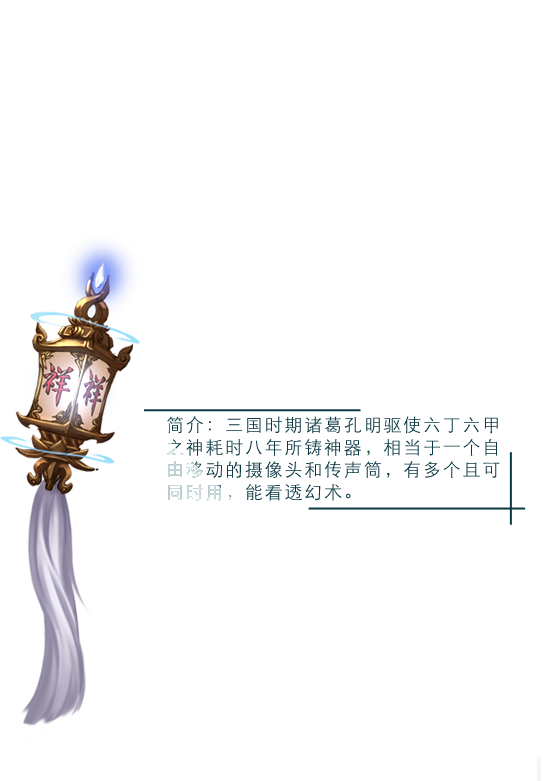 祥 祥
简介：三国时期诸葛孔明驱使六丁六甲
之神耗时八年所铸神器，相当于一个自
由移动的摄像头和传声筒，有多个且可
同时用，能看透幻术。